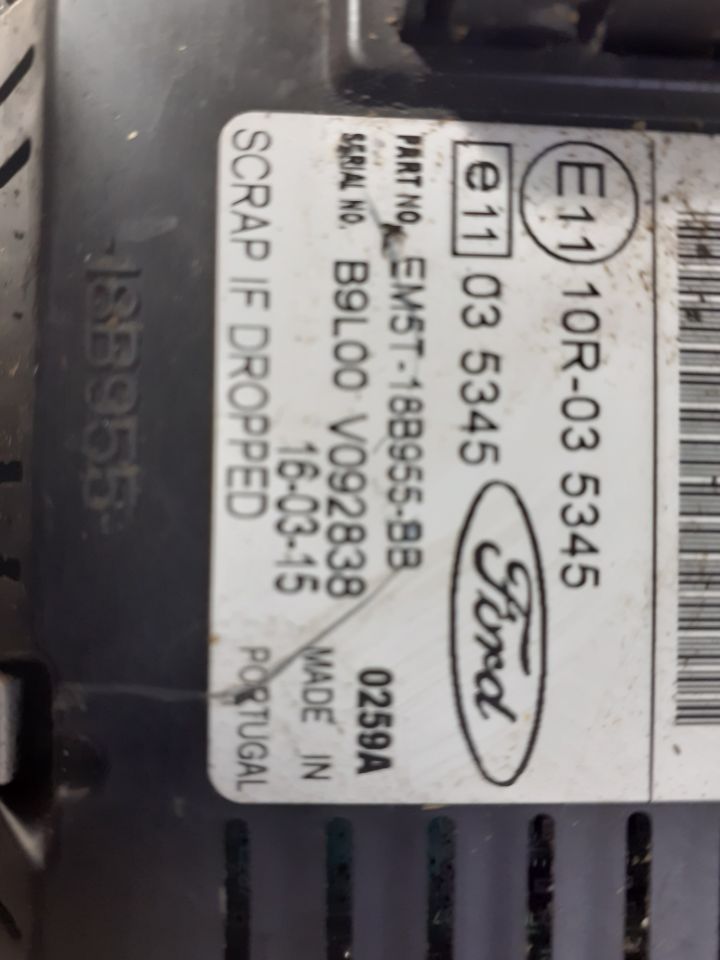 E11 10R-03 5345
e11 03 5345
Ford
PART NO. EM5T-18B955-BB
0259A
SERIAL NO. B9L00 V092838
MADE IN
16-03-15
SCRAP IF DROPPED
PORTUGAL
18B955